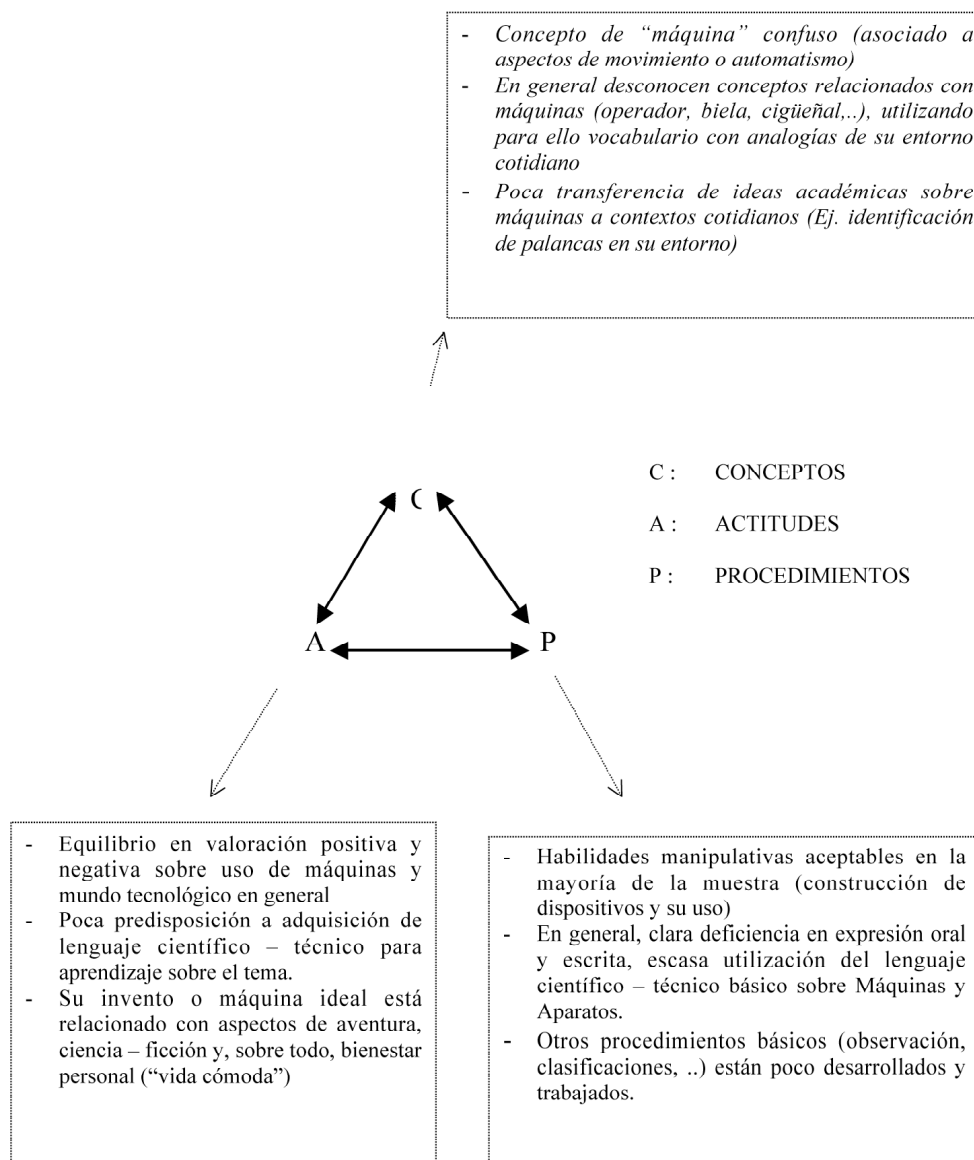 - Concepto de “máquina” confuso (asociado a
aspectos de movimiento o automatismo)
- En general desconocen conceptos relacionados con
máquinas (operador, biela, cigüeñal,..), utilizando
para ello vocabulario con analogías de su entorno
cotidiano
- Poca transferencia de ideas académicas sobre
máquinas a contextos cotidianos (Ej. identificación
de palancas en su entorno)
C
C : CONCEPTOS
A : ACTITUDES
P : PROCEDIMIENTOS
A P
- Equilibrio en valoración positiva y
negativa sobre uso de máquinas y
mundo tecnológico en general
- Poca predisposición a adquisición de
lenguaje científico – técnico para
aprendizaje sobre el tema.
- Su invento o máquina ideal está
relacionado con aspectos de aventura,
ciencia – ficción y, sobre todo, bienestar
personal (“vida cómoda”)
- Habilidades manipulativas aceptables en la
mayoría de la muestra (construcción de
dispositivos y su uso)
- En general, clara deficiencia en expresión oral
y escrita, escasa utilización del lenguaje
científico – técnico básico sobre Máquinas y
Aparatos.
- Otros procedimientos básicos (observación,
clasificaciones, ..) están poco desarrollados y
trabajados.